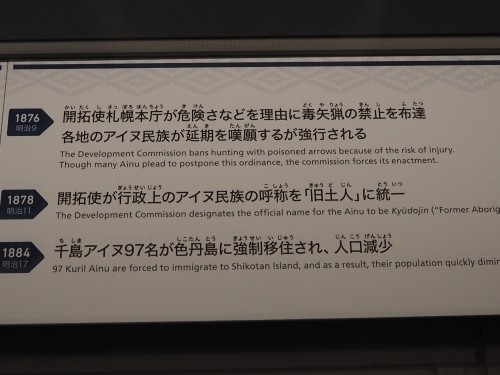 1876
明治9
開拓使札幌本庁が危険さなどを理由に毒矢猟の禁止を布達
各地のアイヌ民族が延期を嘆願するが強行される
The Development Commission bans hunting with poisoned arrows because of the risk of injury.
Though many Ainu plead to postpone this ordinance, the commission forces its enactment.
1878
明治11
開拓使が行政上のアイヌ民族の呼称を「旧土人」に統一
The Development Commission designates the official name for the Ainu to be Kyūdojin ("Former Aborig
1884
明治17
千島アイヌ97名が色丹島に強制移住され、人口減少
97 Kuril Ainu are forced to immigrate to Shikotan Island, and as a result, their population quickly dimin